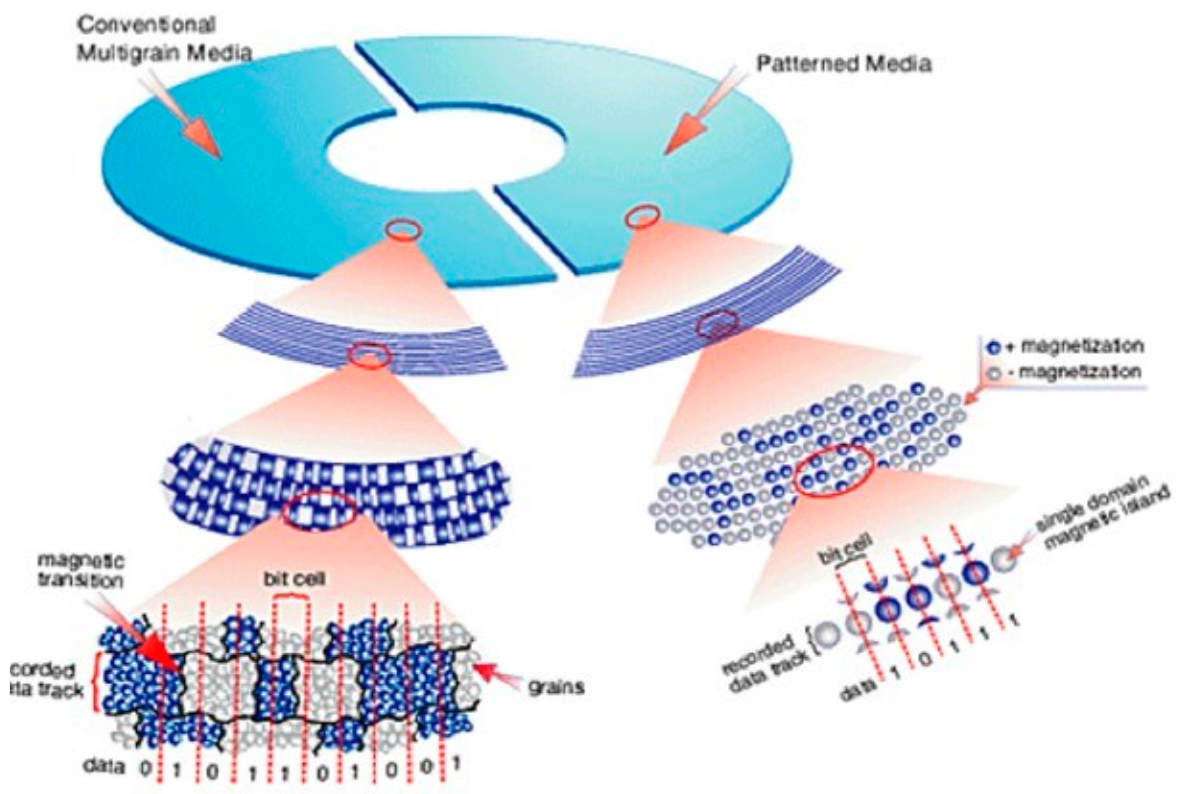 Conventional
Multigrain Media
Patterned Media
+ magnetization
- magnetization
magnetic
transition
bit cell
corded
ta track
grains
data 0 1 0 1 1 0 1 0 0 1
bit cell
single domain
magnetic island
recorded
data track
data 1 0 1 1 1